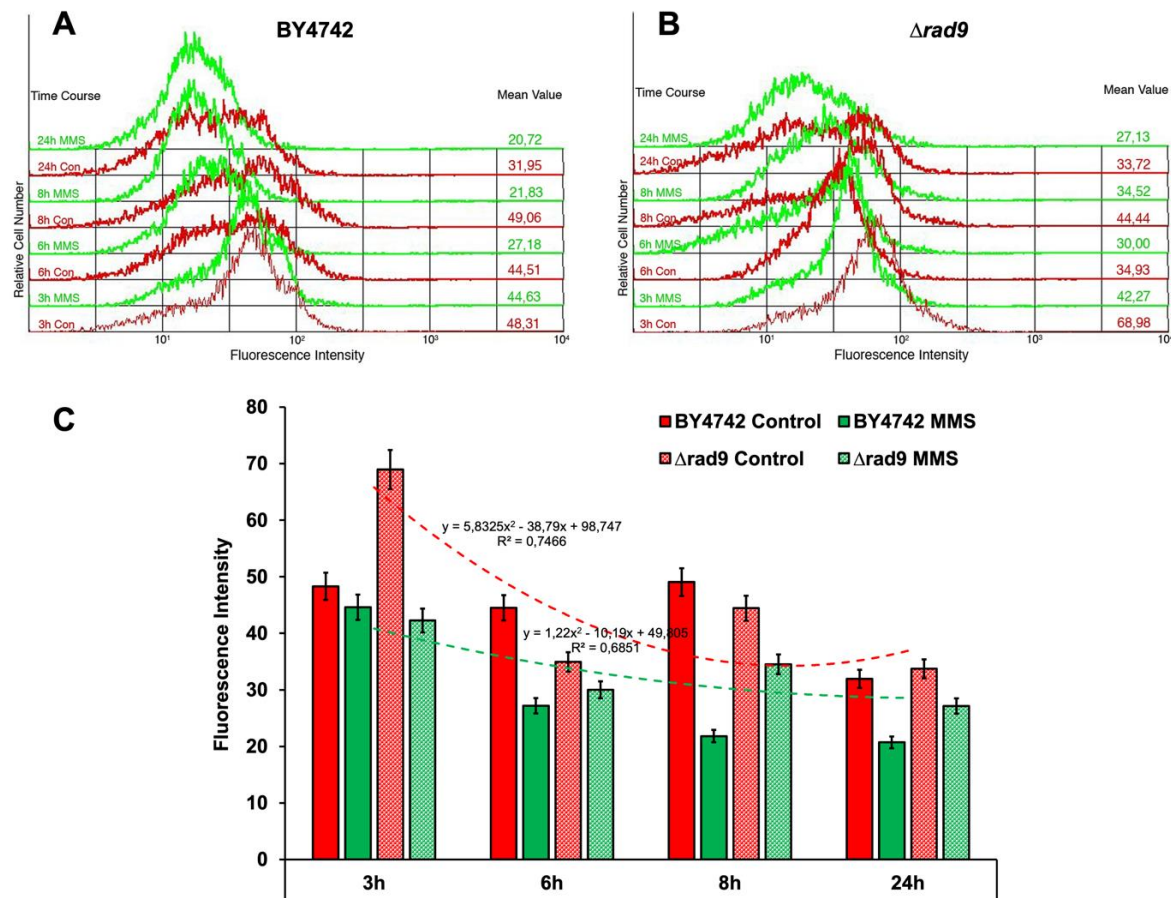 A
BY4742
Time Course
Mean Value
24h MMS 20,72
24h Con 31,95
8h MMS 21,83
8h Con 49,06
6h MMS 27,18
6h Con 44,51
3h MMS 44,63
3h Con 48,31
Relative Cell Number
10¹ 10² 10³ 10⁴
Fluorescence Intensity
B
Δrad9
Time Course
Mean Value
24h MMS 27,13
24h Con 33,72
8h MMS 34,52
8h Con 44,44
6h MMS 30,00
6h Con 34,93
3h MMS 42,27
3h Con 68,98
Relative Cell Number
10¹ 10² 10³ 10⁴
Fluorescence Intensity
C
BY4742 Control BY4742 MMS
Δrad9 Control Δrad9 MMS
y = 5,8325x² - 38,79x + 98,747
R² = 0,7466
y = 1,22x² - 10,19x + 49,805
R² = 0,6851
Fluorescence Intensity
80
70
60
50
40
30
20
10
0
3h 6h 8h 24h